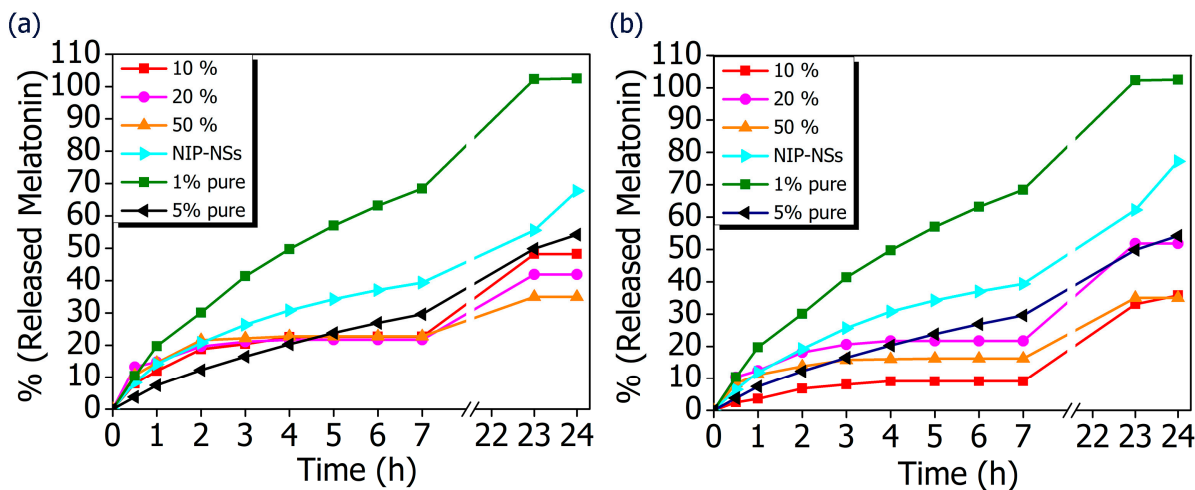 (a)
% (Released Melatonin)
110
100
90
80
70
60
50
40
30
20
10
0
10 %
20 %
50 %
NIP-NSs
1% pure
5% pure
0 1 2 3 4 5 6 7 22 23 24
Time (h)
(b)
% (Released Melatonin)
110
100
90
80
70
60
50
40
30
20
10
0
10 %
20 %
50 %
NIP-NSs
1% pure
5% pure
0 1 2 3 4 5 6 7 22 23 24
Time (h)